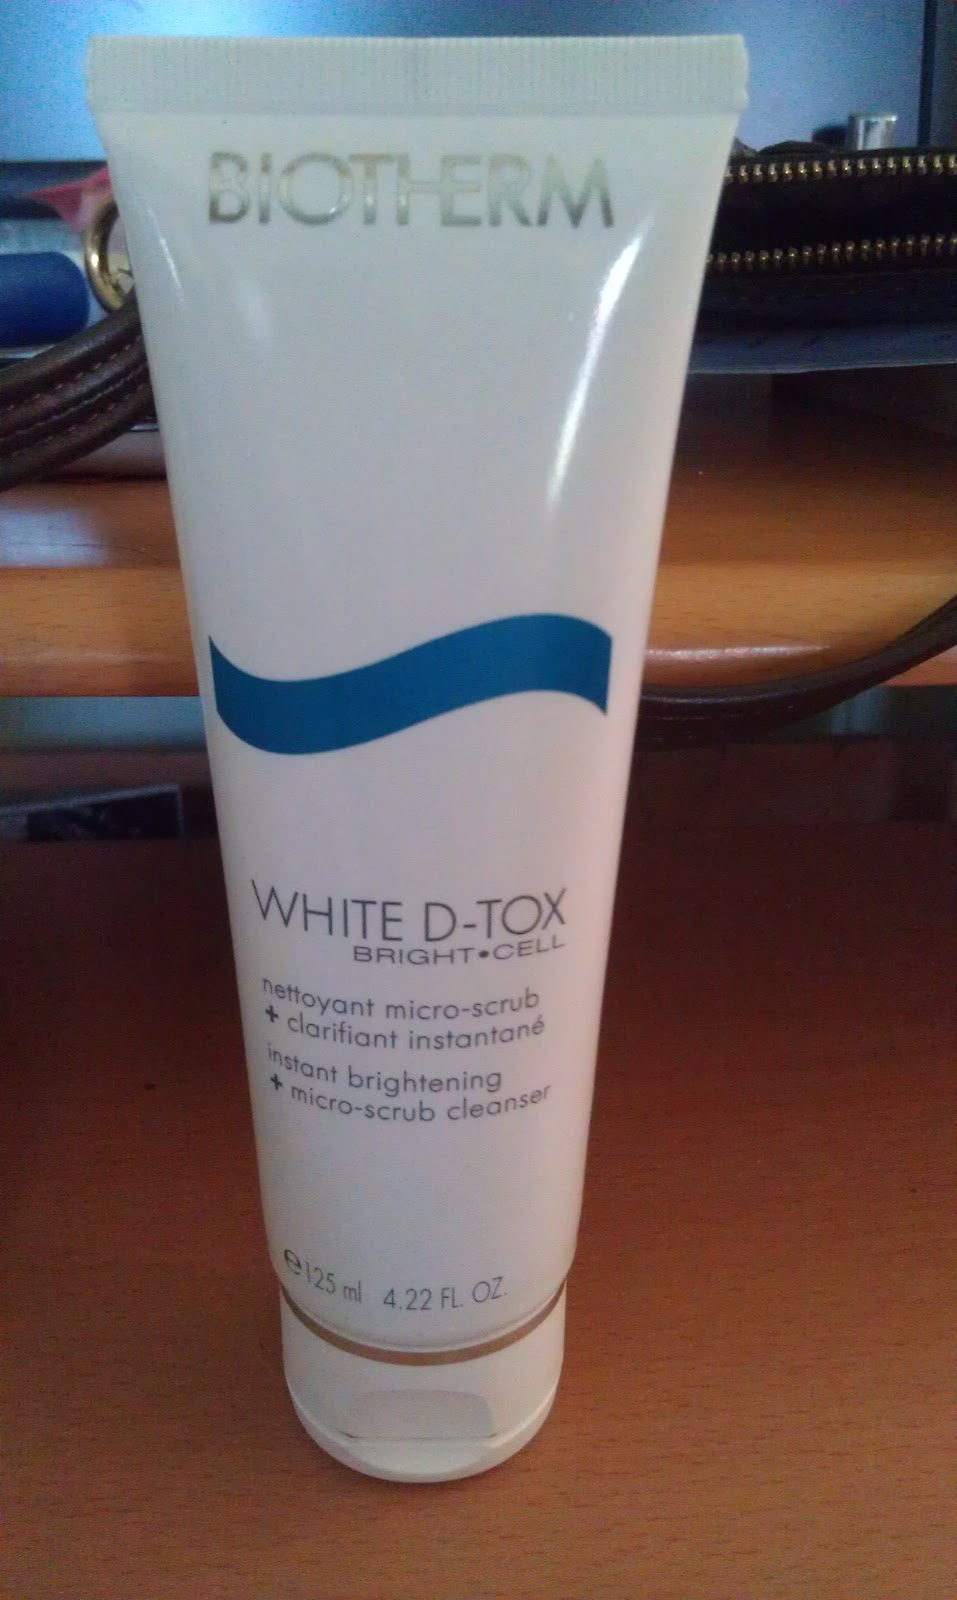 BIOTHERM
WHITE D-TOX
BRIGHT•CELL
nettoyant micro-scrub
+ clarifiant instantané
instant brightening
+ micro-scrub cleanser
℮125 ml 4.22 FL. OZ.